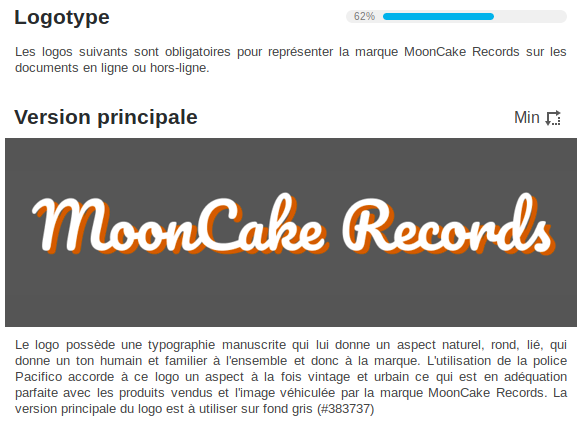 Logotype
62%
Les logos suivants sont obligatoires pour représenter la marque MoonCake Records sur les
documents en ligne ou hors-ligne.
Version principale
Min
MoonCake Records
Le logo possède une typographie manuscrite qui lui donne un aspect naturel, rond, lié, qui
donne un ton humain et familier à l'ensemble et donc à la marque. L'utilisation de la police
Pacifico accorde à ce logo un aspect à la fois vintage et urbain ce qui est en adéquation
parfaite avec les produits vendus et l'image véhiculée par la marque MoonCake Records. La
version principale du logo est à utiliser sur fond gris (#383737)